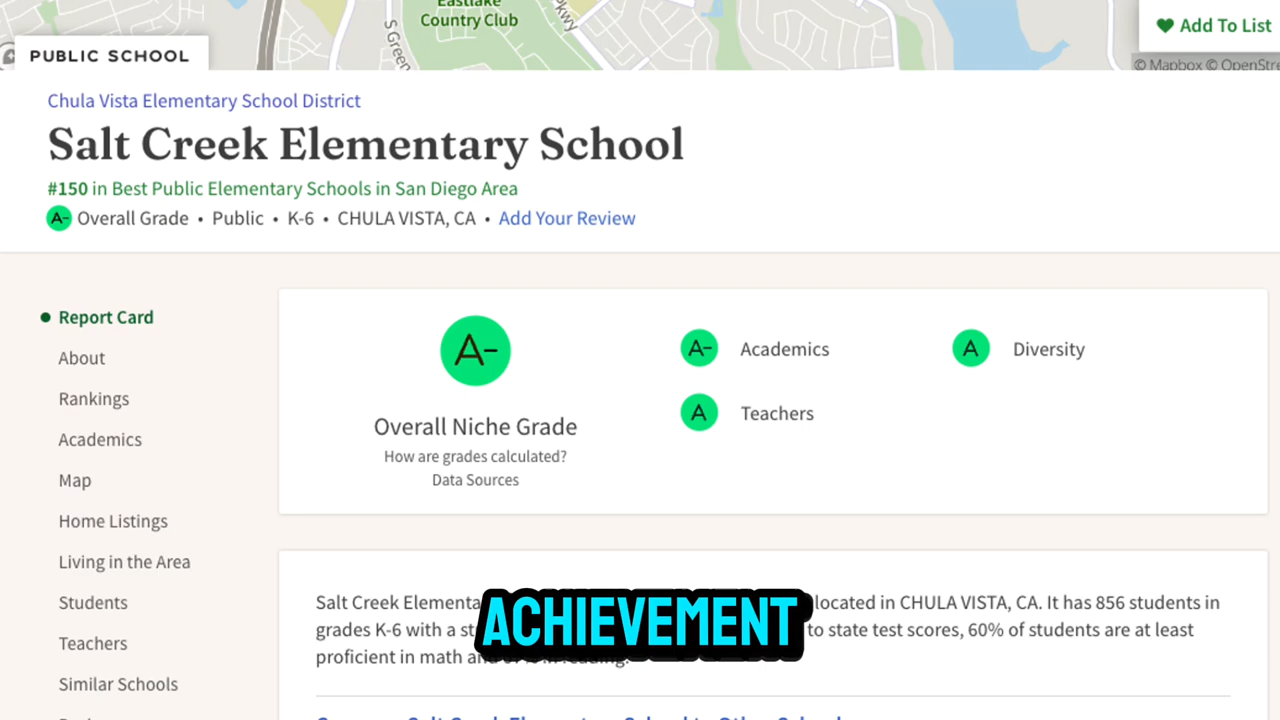 Eastlake
Country Club
S Green
Pkwy
Add To List
PUBLIC SCHOOL
© Mapbox © OpenStre
Chula Vista Elementary School District
Salt Creek Elementary School
#150 in Best Public Elementary Schools in San Diego Area
A- Overall Grade • Public • K-6 • CHULA VISTA, CA • Add Your Review
Report Card
About
Rankings
Academics
Map
Home Listings
Living in the Area
Students
Teachers
Similar Schools
A-
Overall Niche Grade
How are grades calculated?
Data Sources
A- Academics
A Teachers
A Diversity
Salt Creek Elementa located in CHULA VISTA, CA. It has 856 students in
grades K-6 with a st to state test scores, 60% of students are at least
proficient in math and reading.
ACHIEVEMENT